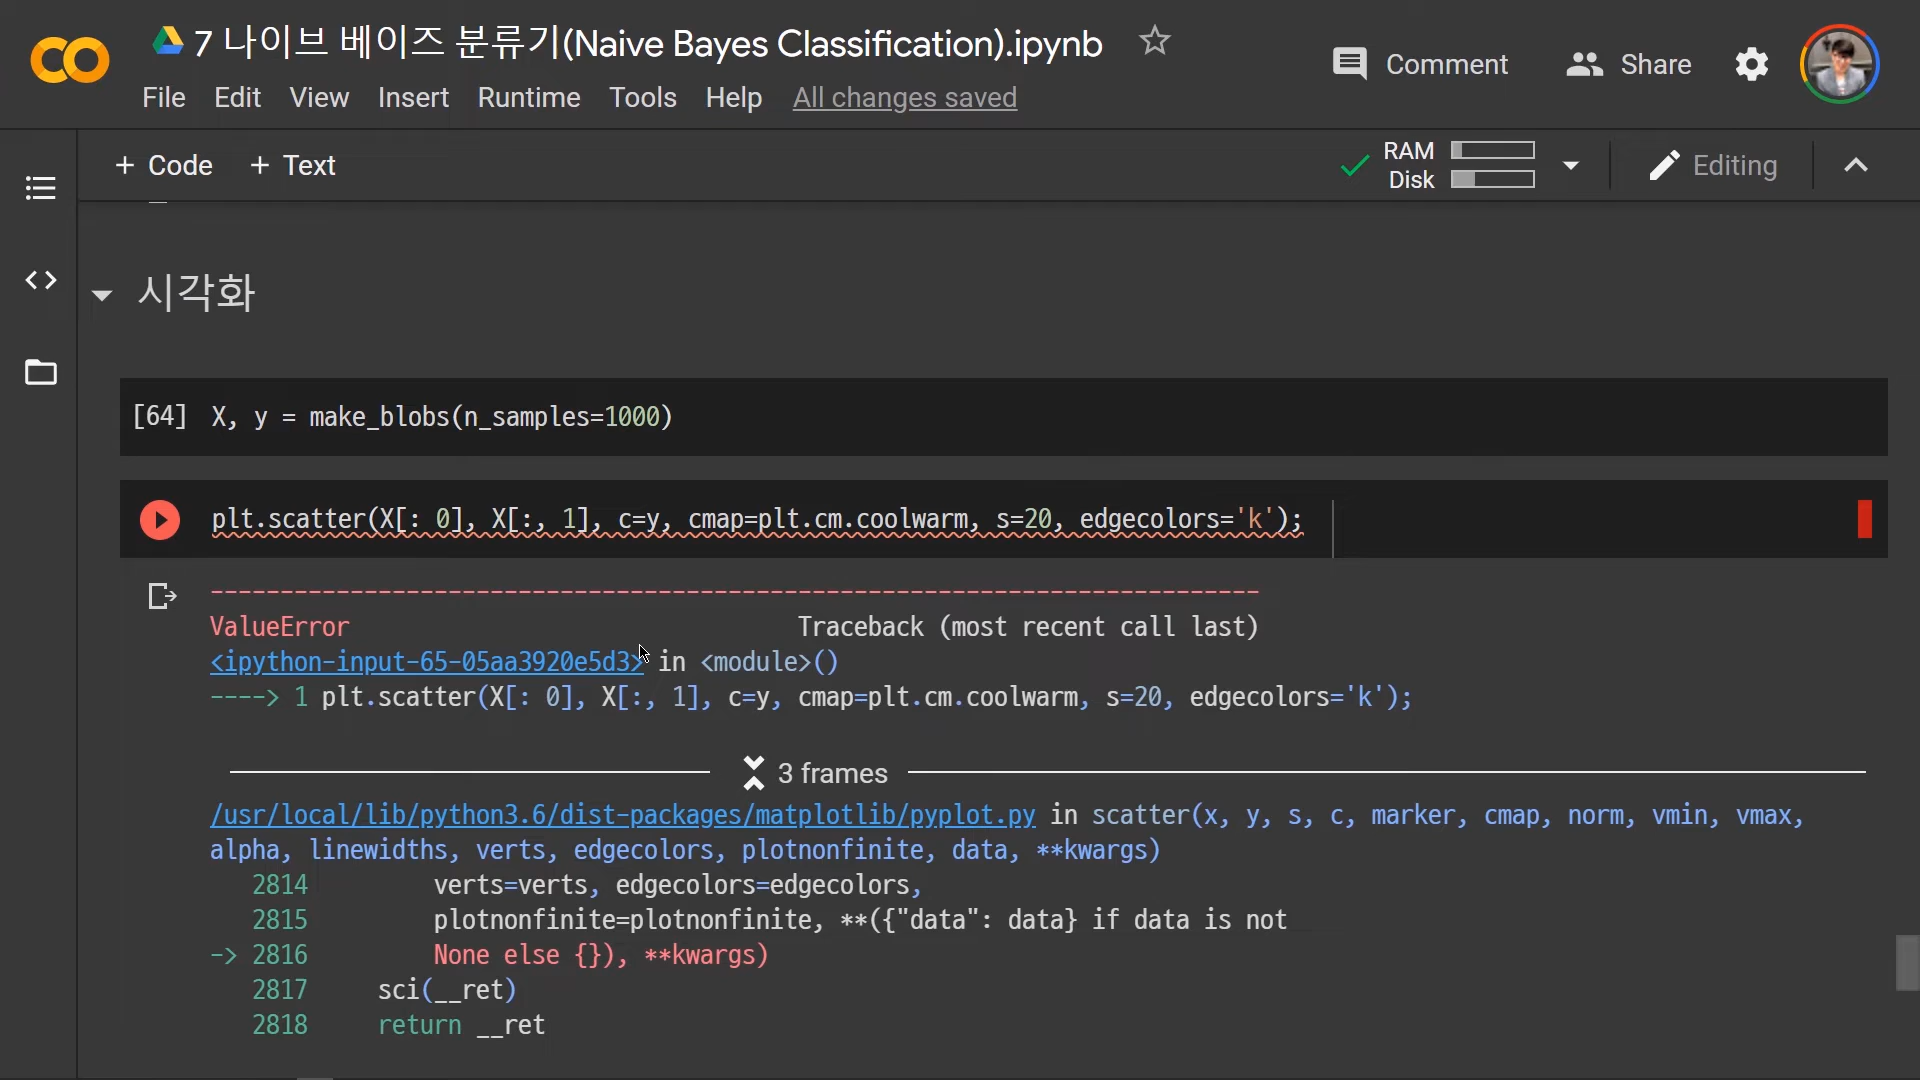 7 나이브 베이즈 분류기(Naive Bayes Classification).ipynb
Comment
Share
File Edit View Insert Runtime Tools Help All changes saved
+ Code + Text
RAM
Disk
Editing
시각화
[64] X, y = make_blobs(n_samples=1000)
plt.scatter(X[: 0], X[:, 1], c=y, cmap=plt.cm.coolwarm, s=20, edgecolors='k');
---------------------------------------------------------------------------
ValueError                                Traceback (most recent call last)
<ipython-input-65-05aa3920e5d3> in <module>()
----> 1 plt.scatter(X[: 0], X[:, 1], c=y, cmap=plt.cm.coolwarm, s=20, edgecolors='k');
3 frames
/usr/local/lib/python3.6/dist-packages/matplotlib/pyplot.py in scatter(x, y, s, c, marker, cmap, norm, vmin, vmax,
alpha, linewidths, verts, edgecolors, plotnonfinite, data, **kwargs)
2814         verts=verts, edgecolors=edgecolors,
2815         plotnonfinite=plotnonfinite, **({"data": data} if data is not
-> 2816         None else {}), **kwargs)
2817     sci(__ret)
2818     return __ret